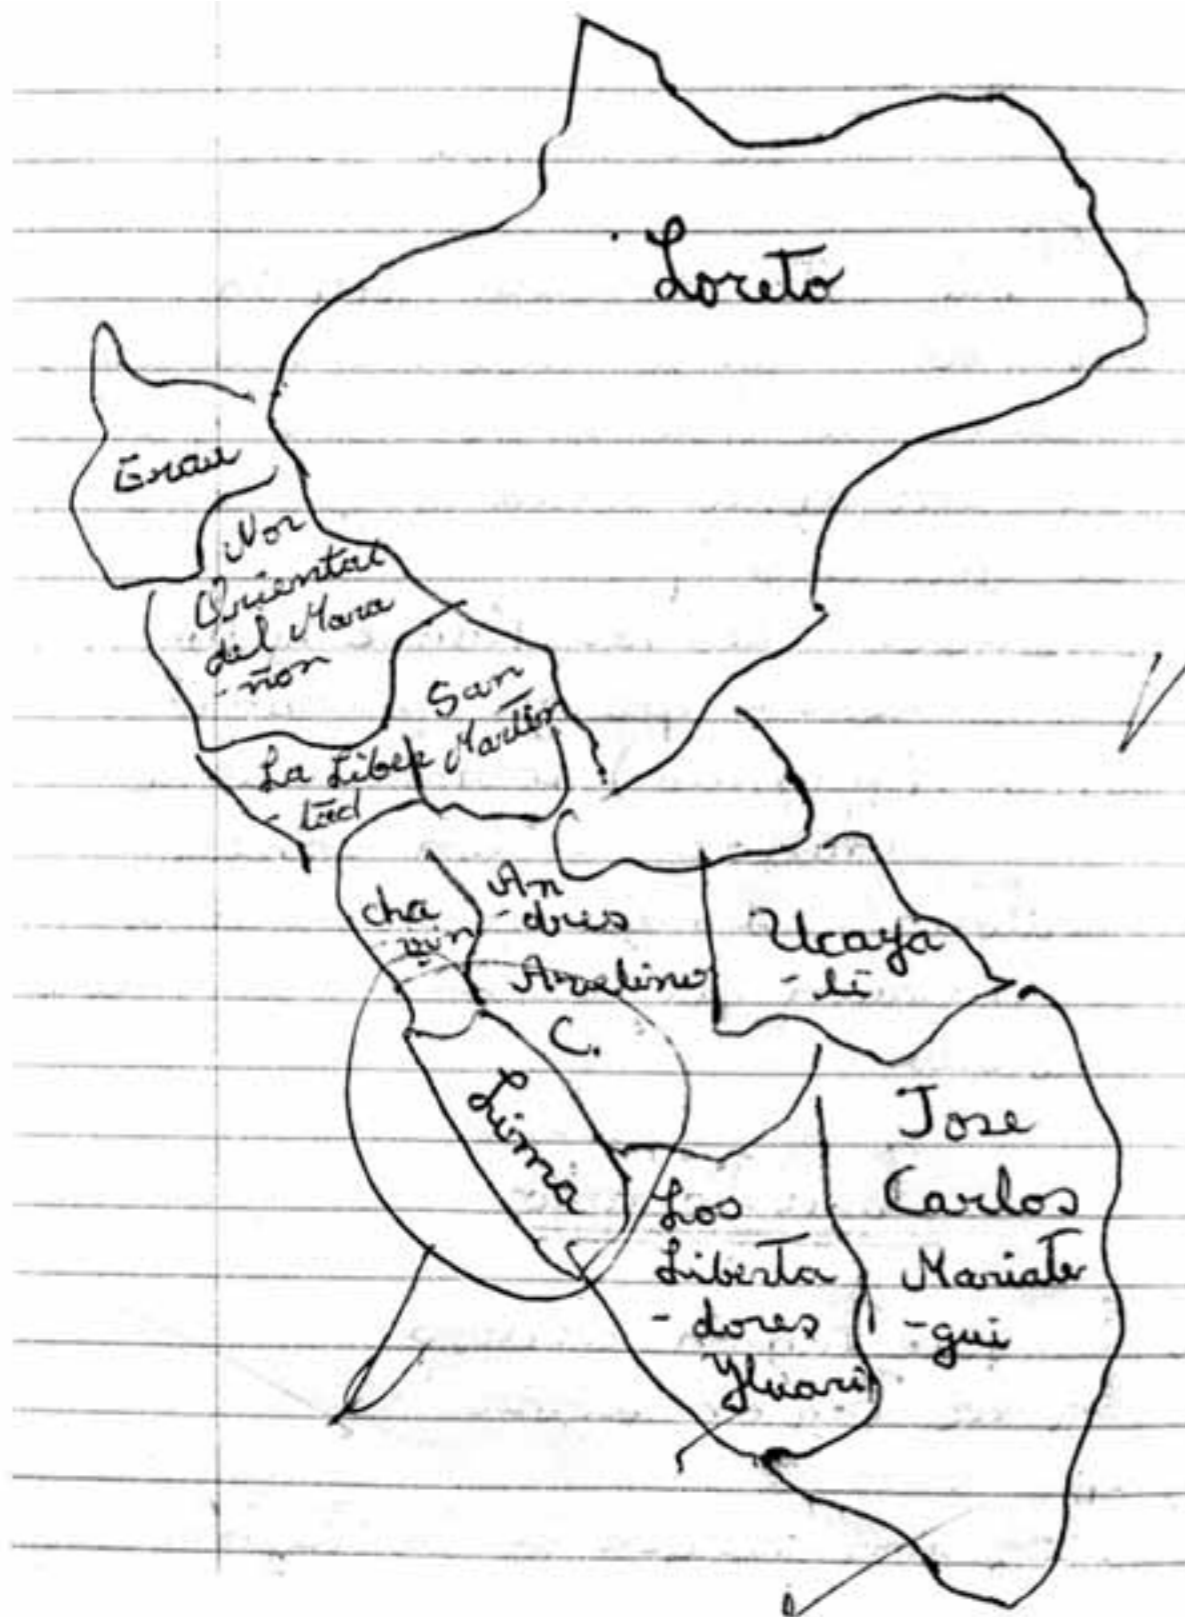 Loreto
Grau
Nor
Oriental
del Mara
-ñon
San
Martin
La Liber
-tad
cha
-vin
An
-dres
Avelino
C.
Ucaya
-li
Lima
Jose
Carlos
Mariate
-gui
Los
Liberta
-dores
Huari